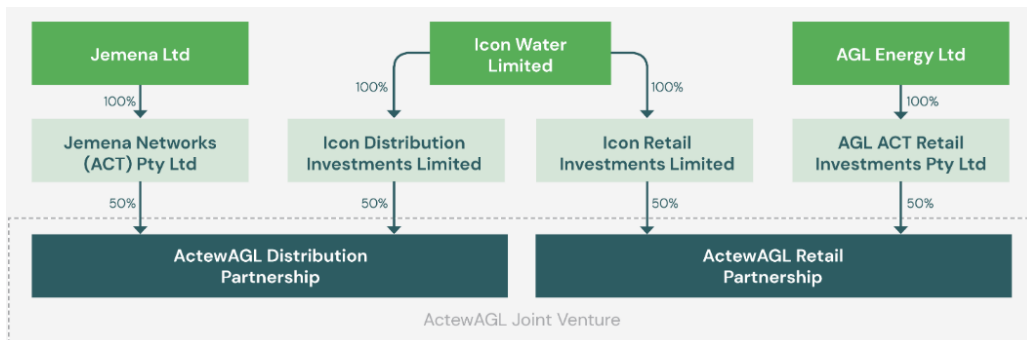 Jemena Ltd
Icon Water
Limited
AGL Energy Ltd
100%
100%
100%
100%
Jemena Networks
(ACT) Pty Ltd
Icon Distribution
Investments Limited
Icon Retail
Investments Limited
AGL ACT Retail
Investments Pty Ltd
50%
50%
50%
50%
ActewAGL Distribution
Partnership
ActewAGL Retail
Partnership
ActewAGL Joint Venture